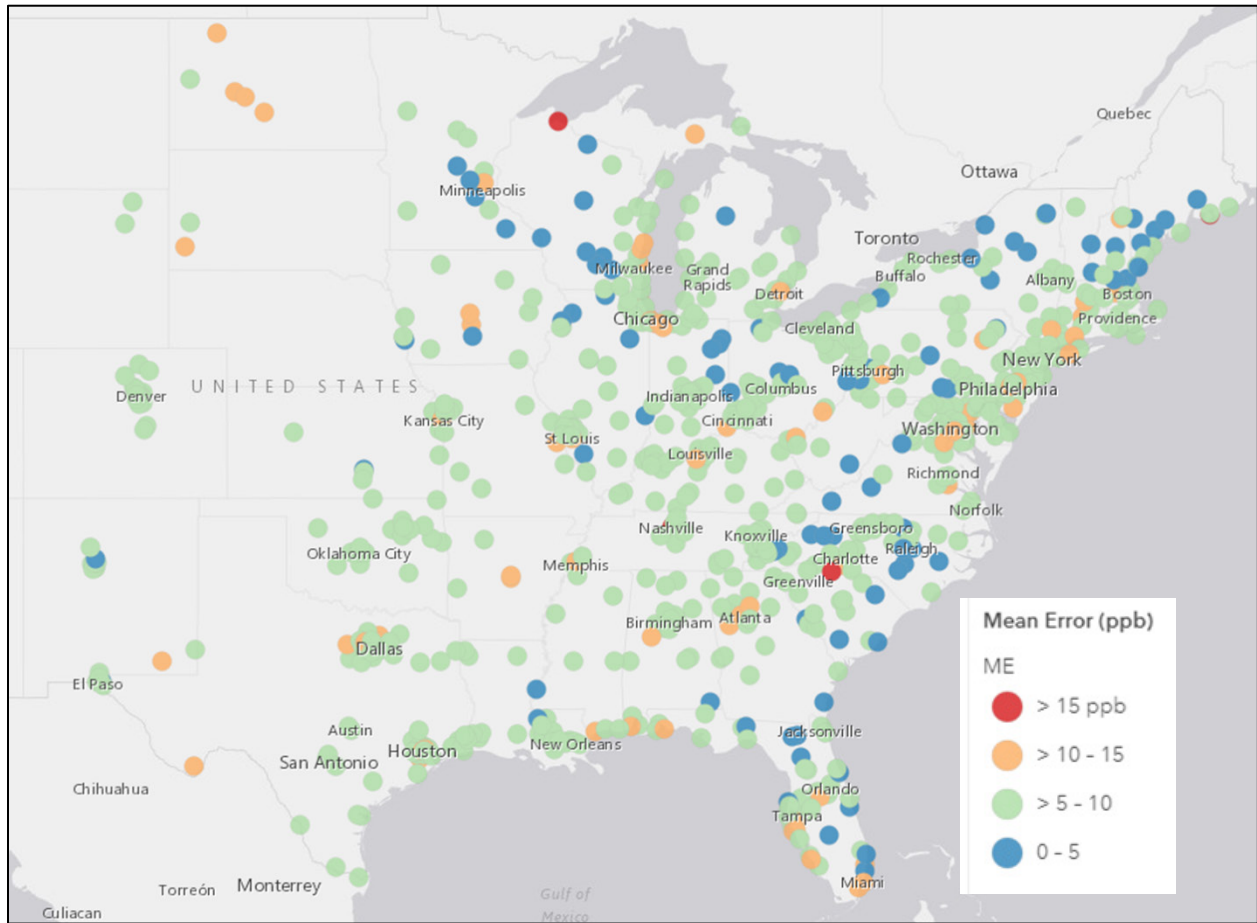 Quebec
Ottawa
Minneapolis
Toronto
Rochester
Buffalo
Albany
Boston
Providence
Milwaukee
Grand
Rapids
Detroit
Chicago
Cleveland
New York
UNITED STATES
Denver
Pittsburgh
Philadelphia
Columbus
Indianapolis
Kansas City
Cincinnati
Washington
St Louis
Louisville
Richmond
Norfolk
Nashville
Greensboro
Knoxville
Raleigh
Oklahoma City
Memphis
Charlotte
Greenville
Birmingham
Atlanta
Dallas
El Paso
Austin
Houston
New Orleans
Jacksonville
San Antonio
Chihuahua
Orlando
Tampa
Miami
Torreón
Monterrey
Culiacan
Gulf of
Mexico
Mean Error (ppb)
ME
> 15 ppb
> 10 - 15
> 5 - 10
0 - 5